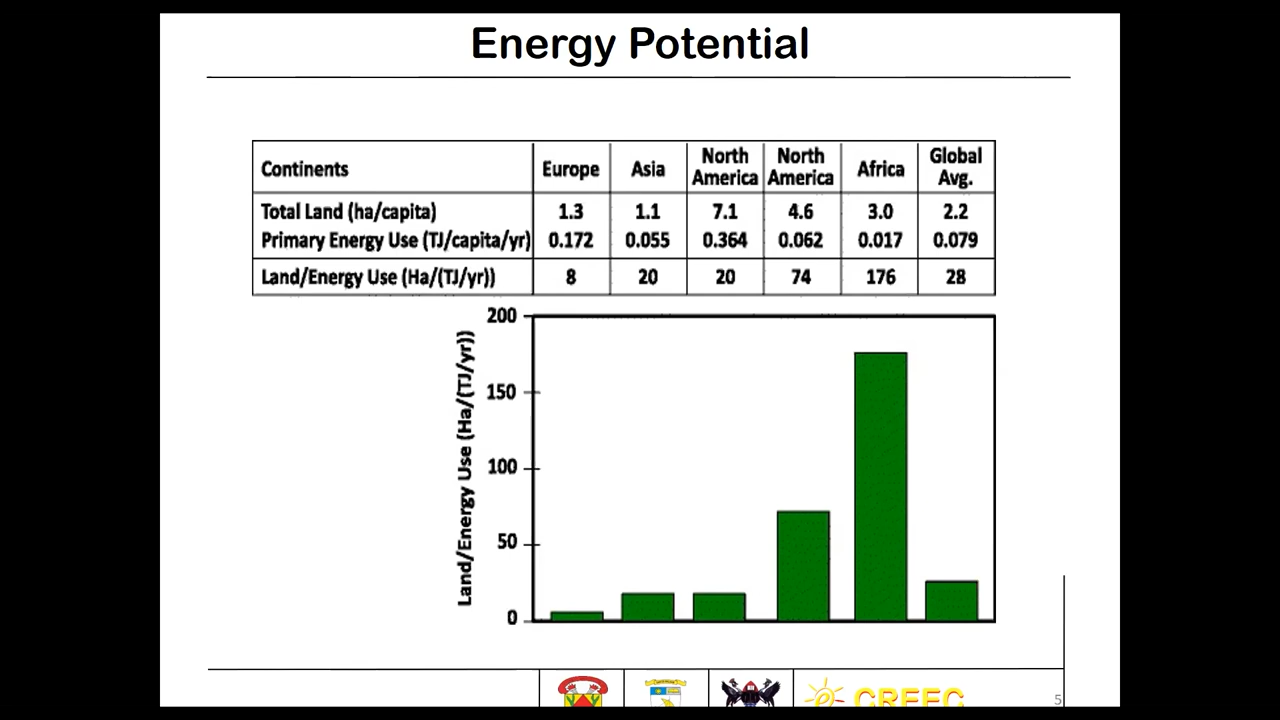 Energy Potential
Continents Europe Asia North America North America Africa Global Avg.
Total Land (ha/capita) 1.3 1.1 7.1 4.6 3.0 2.2
Primary Energy Use (TJ/capita/yr) 0.172 0.055 0.364 0.062 0.017 0.079
Land/Energy Use (Ha/(TJ/yr)) 8 20 20 74 176 28
Land/Energy Use (Ha/(TJ/yr))
200
150
100
50
0
CREEC
5